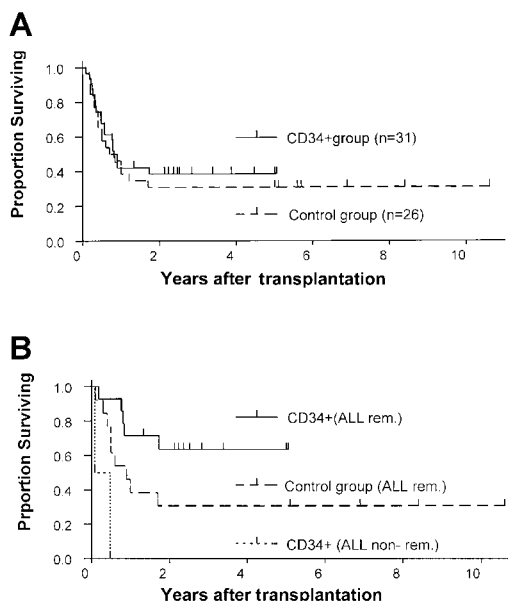 A
Proportion Surviving
1.0
0.8
0.6
0.4
0.2
0.0
CD34+group (n=31)
Control group (n=26)
0 2 4 6 8 10
Years after transplantation
B
Prportion Surviving
1.0
0.8
0.6
0.4
0.2
0.0
CD34+(ALL rem.)
Control group (ALL rem.)
CD34+ (ALL non- rem.)
0 2 4 6 8 10
Years after transplantation